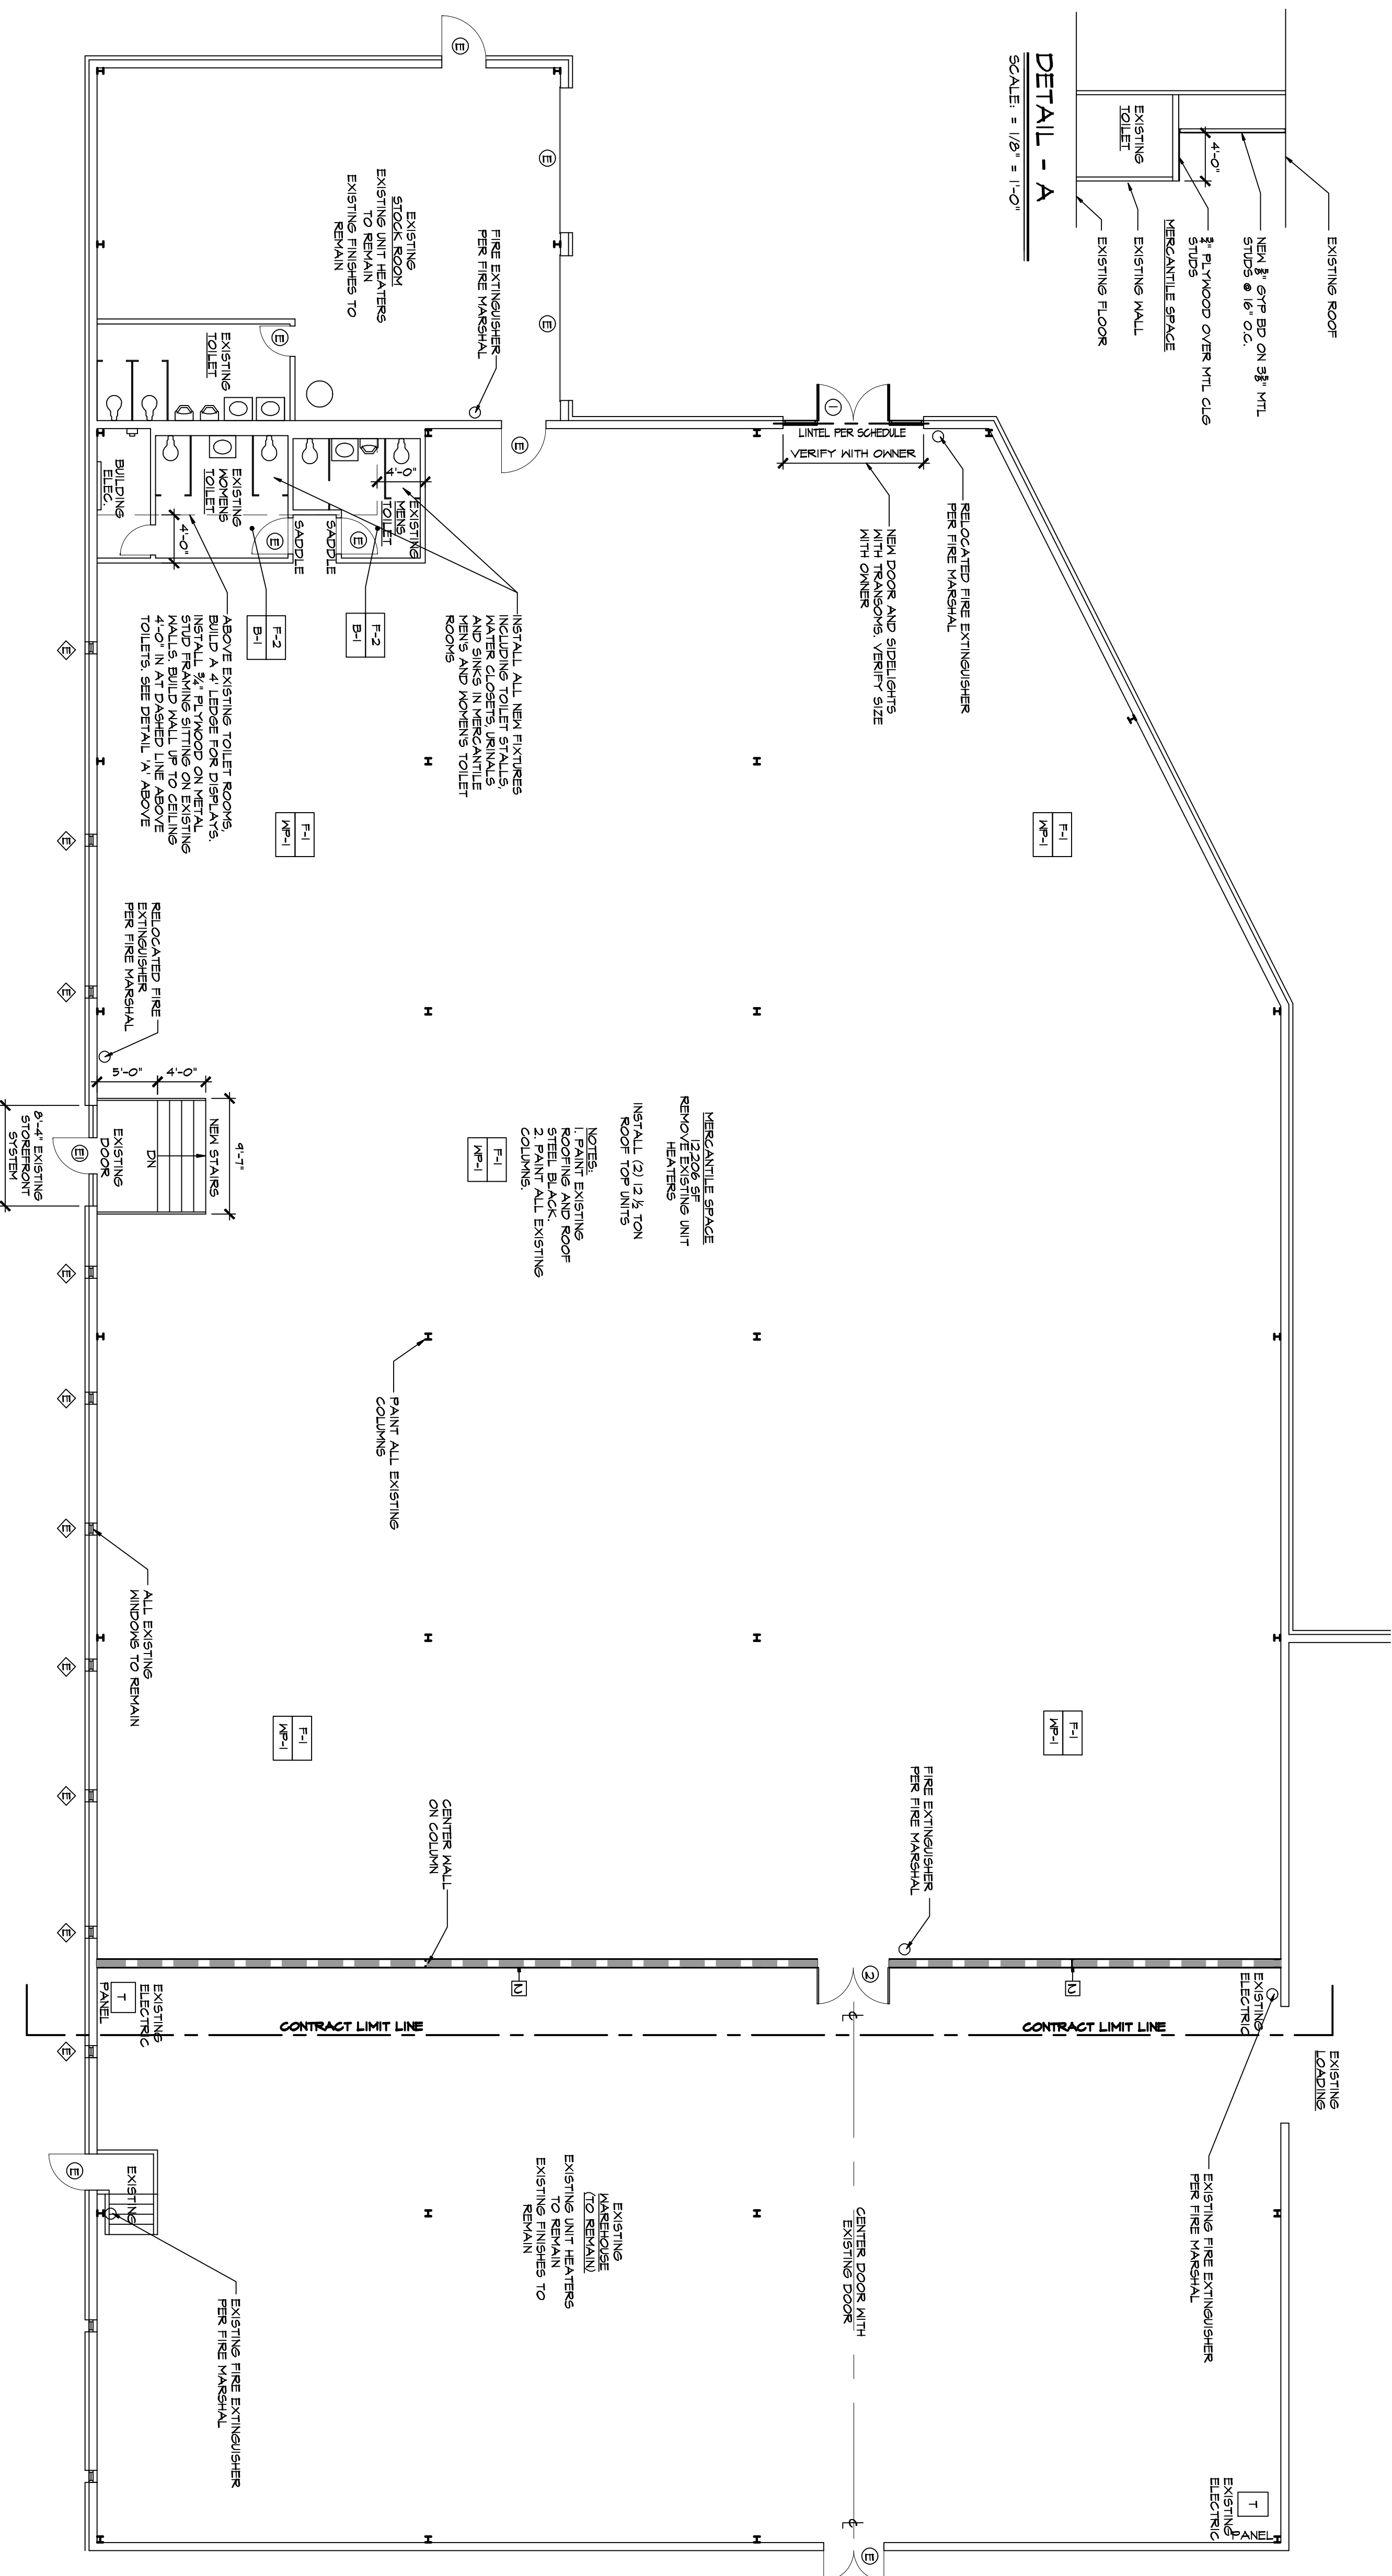 DETAIL - A
SCALE: = 1/8" = 1'-0"
EXISTING
TOILET
4'-0"
EXISTING ROOF
NEW ⅝" GYP BD ON 3⅝" MTL
STUDS @ 16" O.C.
¾" PLYWOOD OVER MTL CLG
STUDS
MERCANTILE SPACE
EXISTING WALL
EXISTING FLOOR
E
E
E
EXISTING
STOCK ROOM
EXISTING UNIT HEATERS
TO REMAIN
EXISTING FINISHES TO
REMAIN
FIRE EXTINGUISHER
PER FIRE MARSHAL
E
EXISTING
TOILET
E
1
LINTEL PER SCHEDULE
VERIFY WITH OWNER
RELOCATED FIRE EXTINGUISHER
PER FIRE MARSHAL
NEW DOOR AND SIDELIGHTS
WITH TRANSOMS. VERIFY SIZE
WITH OWNER
BUILDING
ELEC.
EXISTING
WOMENS
TOILET
4'-0"
EXISTING
MENS
TOILET
4'-0"
SADDLE
SADDLE
E
E
F-2
B-1
F-2
B-1
INSTALL ALL NEW FIXTURES
INCLUDING TOILET STALLS,
WATER CLOSETS, URINALS
AND SINKS IN MERCANTILE
MEN'S AND WOMEN'S TOILET
ROOMS
ABOVE EXISTING TOILET ROOMS,
BUILD A 4' LEDGE FOR DISPLAYS.
INSTALL ¾" PLYWOOD ON METAL
STUD FRAMING SITTING ON EXISTING
WALLS. BUILD WALL UP TO CEILING
4'-0" IN AT DASHED LINE ABOVE
TOILETS. SEE DETAIL 'A' ABOVE
E
E
E
F-1
WP-1
F-1
WP-1
RELOCATED FIRE
EXTINGUISHER
PER FIRE MARSHAL
5'-0"
4'-0"
9'-7"
NEW STAIRS
DN
EXISTING
DOOR
E1
8'-4" EXISTING
STOREFRONT
SYSTEM
MERCANTILE SPACE
12206 SF
REMOVE EXISTING UNIT
HEATERS
INSTALL (2) 12 ½ TON
ROOF TOP UNITS
NOTES:
1. PAINT EXISTING
ROOFING AND ROOF
STEEL BLACK.
2. PAINT ALL EXISTING
COLUMNS.
F-1
WP-1
E
E
E
E
E
E
E
PAINT ALL EXISTING
COLUMNS
ALL EXISTING
WINDOWS TO REMAIN
F-1
WP-1
F-1
WP-1
CENTER WALL
ON COLUMN
FIRE EXTINGUISHER
PER FIRE MARSHAL
2
N
N
EXISTING
ELECTRIC
T
PANEL
EXISTING
ELECTRIC
CONTRACT LIMIT LINE
CONTRACT LIMIT LINE
EXISTING
LOADING
EXISTING FIRE EXTINGUISHER
PER FIRE MARSHAL
E
EXISTING
EXISTING FIRE EXTINGUISHER
PER FIRE MARSHAL
EXISTING
WAREHOUSE
(TO REMAIN)
EXISTING UNIT HEATERS
TO REMAIN
EXISTING FINISHES TO
REMAIN
CENTER DOOR WITH
EXISTING DOOR
T
EXISTING
ELECTRIC
PANEL
E